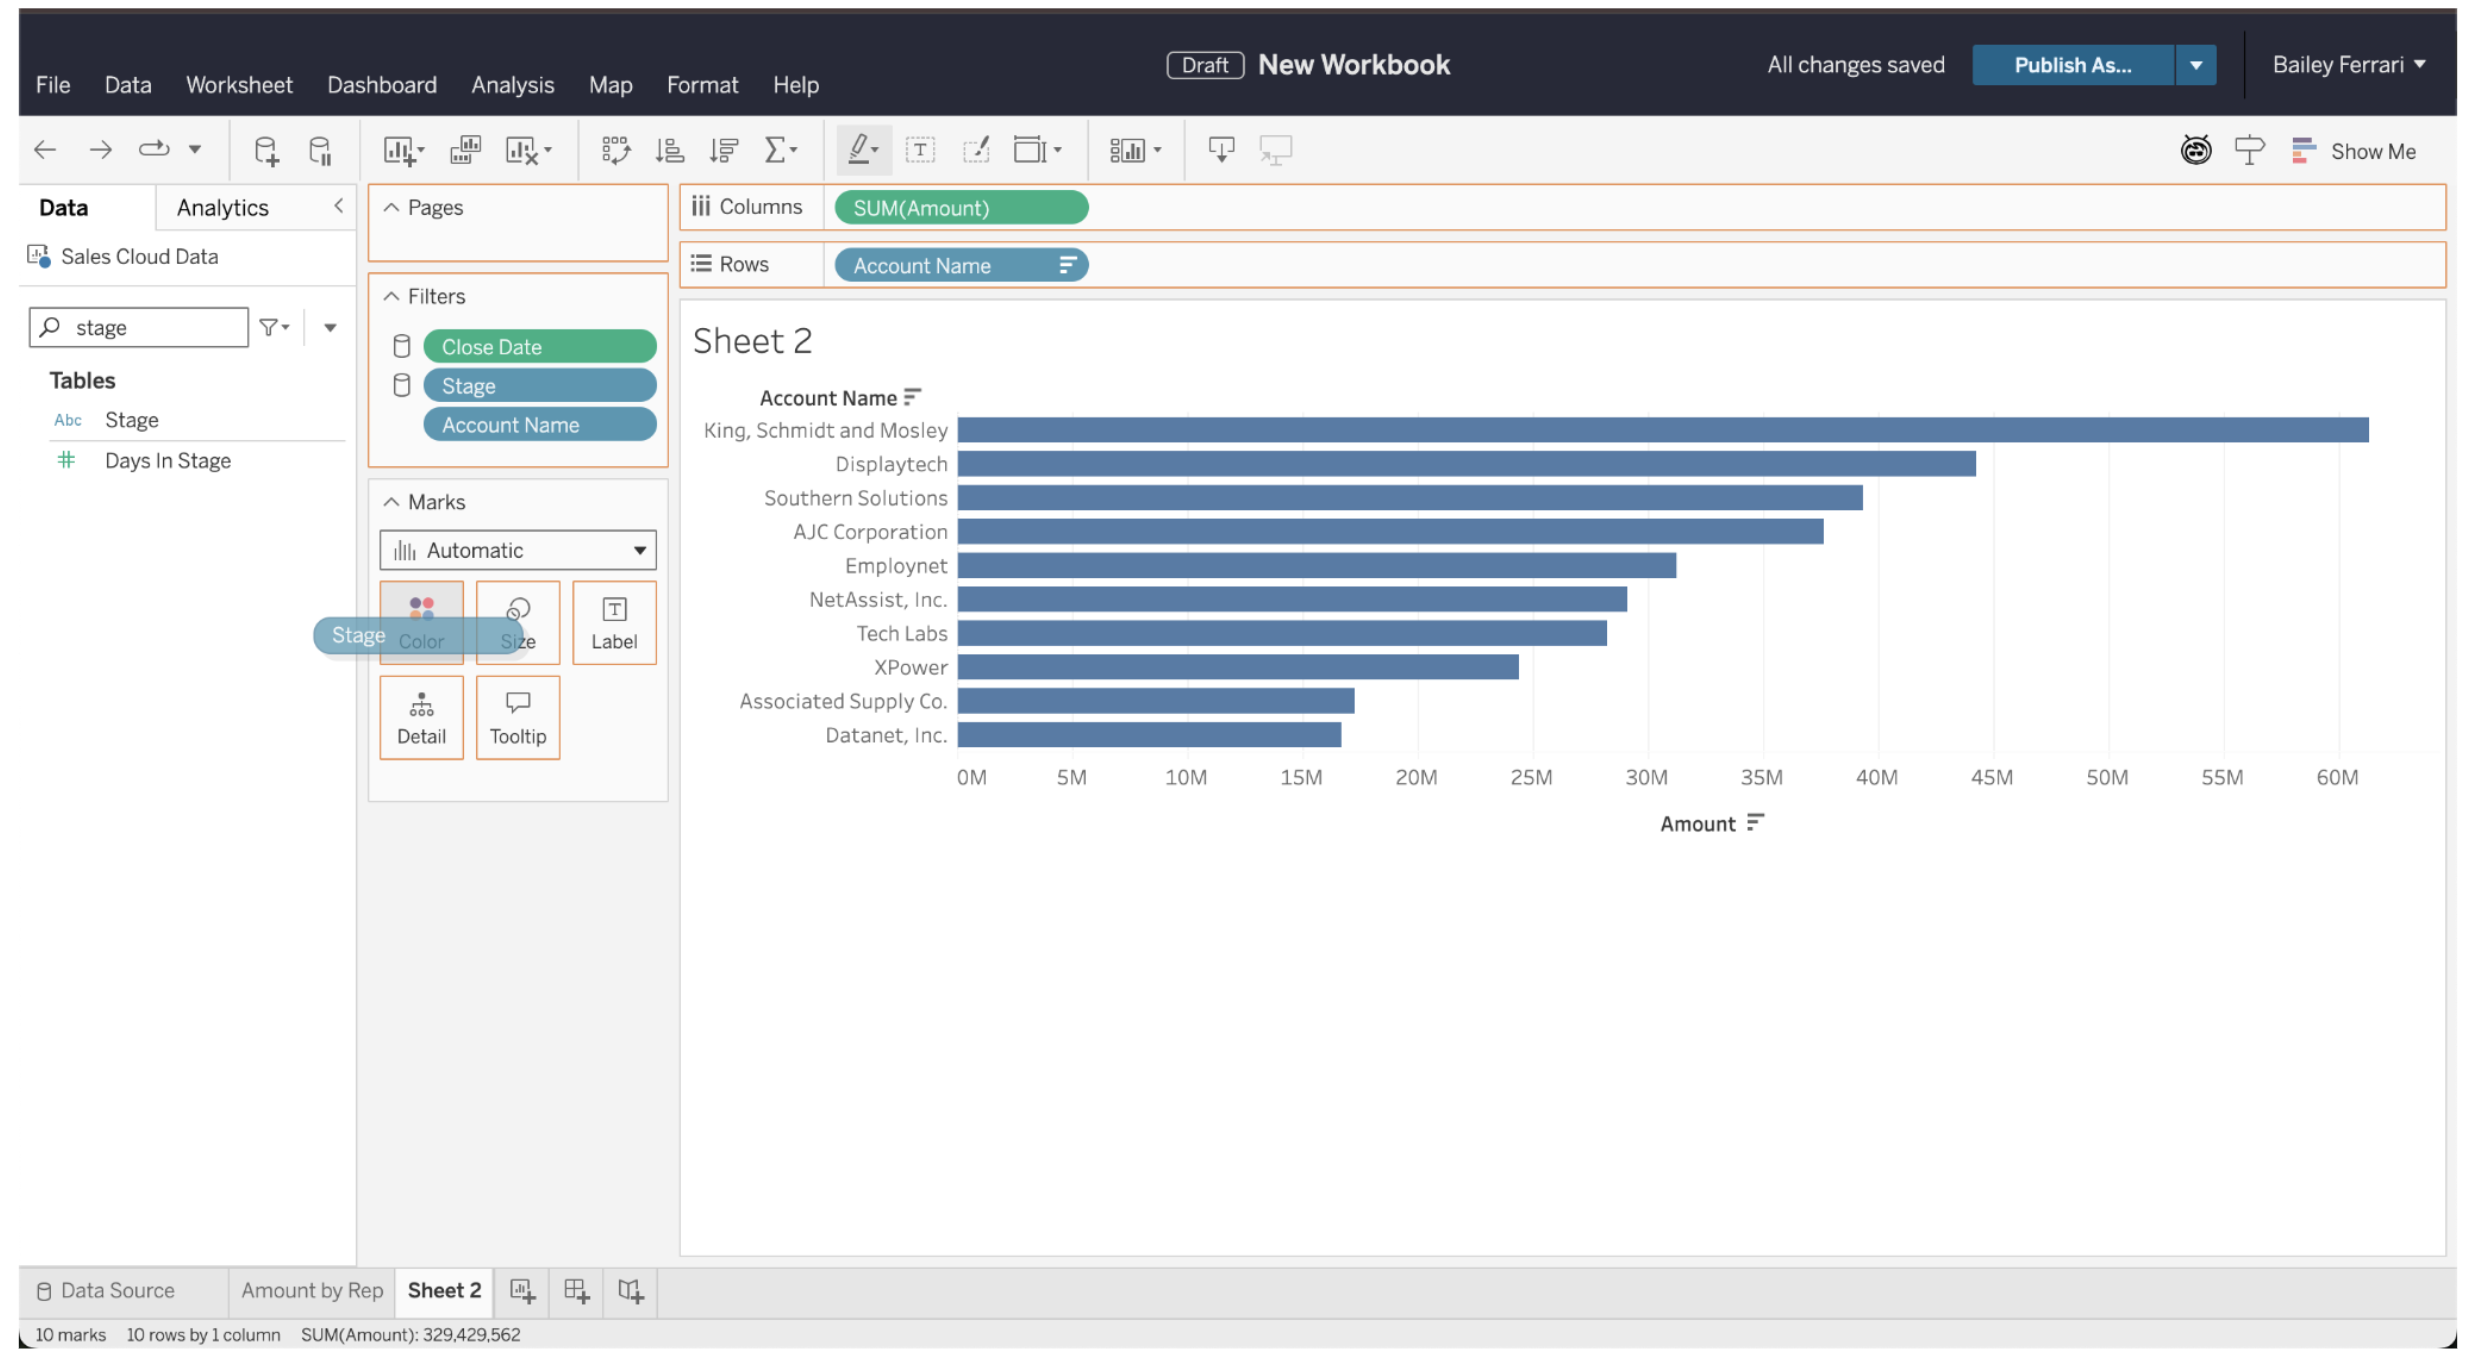 Draft New Workbook
All changes saved
Publish As...
Bailey Ferrari
File Data Worksheet Dashboard Analysis Map Format Help
Show Me
Data Analytics
Sales Cloud Data
stage
Tables
Abc Stage
Days In Stage
Pages
Filters
Close Date
Stage
Account Name
Marks
Automatic
Color Size Label
Stage
Detail Tooltip
Columns SUM(Amount)
Rows Account Name
Sheet 2
Account Name
King, Schmidt and Mosley
Displaytech
Southern Solutions
AJC Corporation
Employnet
NetAssist, Inc.
Tech Labs
XPower
Associated Supply Co.
Datanet, Inc.
0M 5M 10M 15M 20M 25M 30M 35M 40M 45M 50M 55M 60M
Amount
Data Source Amount by Rep Sheet 2
10 marks 10 rows by 1 column SUM(Amount): 329,429,562